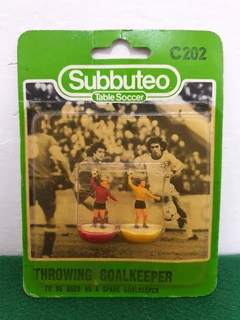 C202
Subbuteo
Table Soccer
THROWING GOALKEEPER
TO BE USED AS A SPARE GOALKEEPER